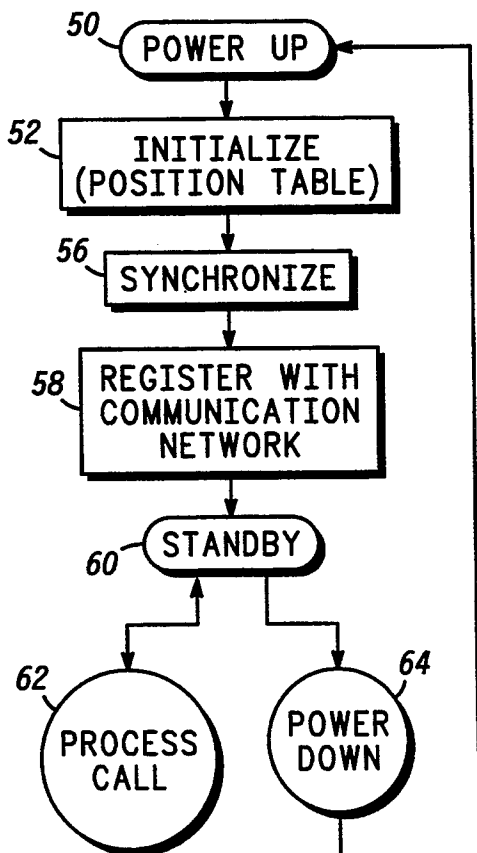 50
POWER UP
52
INITIALIZE
(POSITION TABLE)
56
SYNCHRONIZE
58
REGISTER WITH
COMMUNICATION
NETWORK
60
STANDBY
62
PROCESS
CALL
64
POWER
DOWN